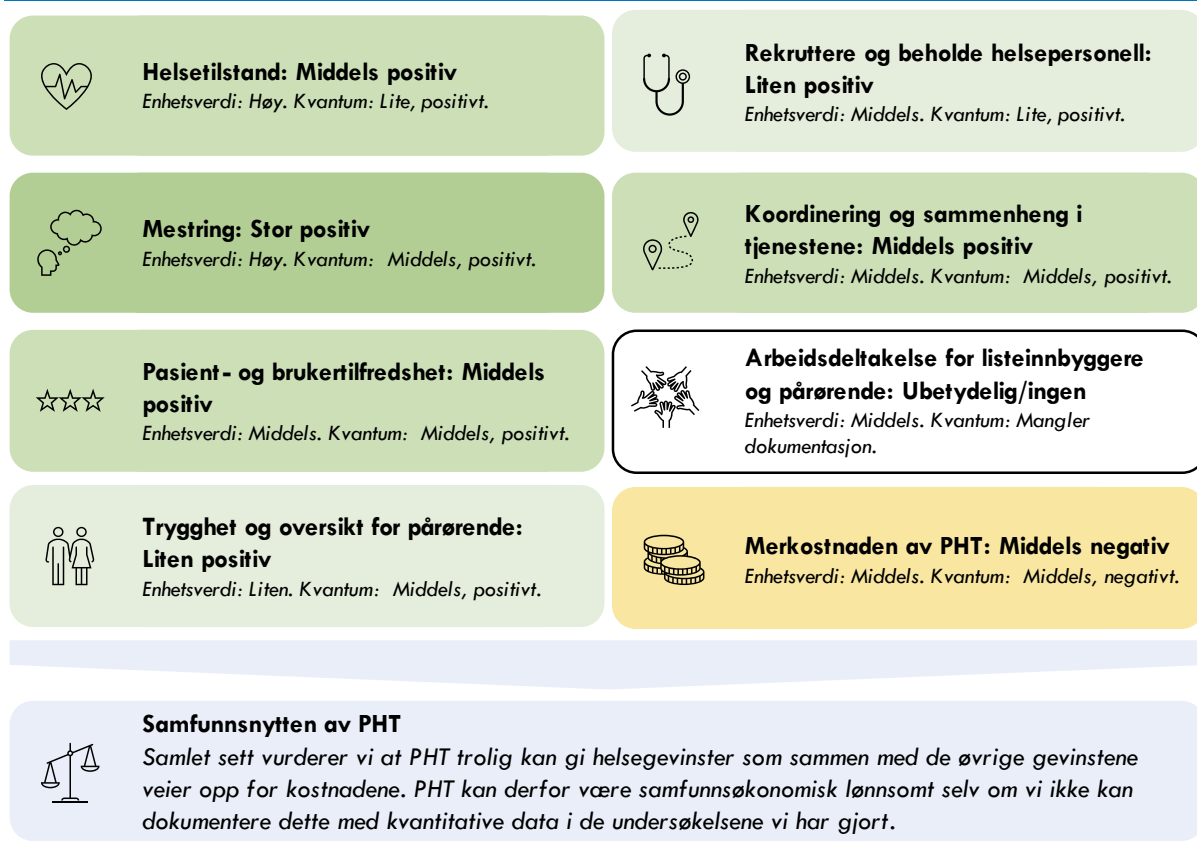 Helsetilstand: Middels positiv
Enhetsverdi: Høy. Kvantum: Lite, positivt.
Rekruttere og beholde helsepersonell:
Liten positiv
Enhetsverdi: Middels. Kvantum: Lite, positivt.
Mestring: Stor positiv
Enhetsverdi: Høy. Kvantum: Middels, positivt.
Koordinering og sammenheng i
tjenestene: Middels positiv
Enhetsverdi: Middels. Kvantum: Middels, positivt.
Pasient- og brukertilfredshet: Middels
positiv
Enhetsverdi: Middels. Kvantum: Middels, positivt.
Arbeidsdeltakelse for listeinnbyggere
og pårørende: Ubetydelig/ingen
Enhetsverdi: Middels. Kvantum: Mangler
dokumentasjon.
Trygghet og oversikt for pårørende:
Liten positiv
Enhetsverdi: Liten. Kvantum: Middels, positivt.
Merkostnaden av PHT: Middels negativ
Enhetsverdi: Middels. Kvantum: Middels, negativt.
Samfunnsnytten av PHT
Samlet sett vurderer vi at PHT trolig kan gi helsegevinster som sammen med de øvrige gevinstene
veier opp for kostnadene. PHT kan derfor være samfunnsøkonomisk lønnsomt selv om vi ikke kan
dokumentere dette med kvantitative data i de undersøkelsene vi har gjort.